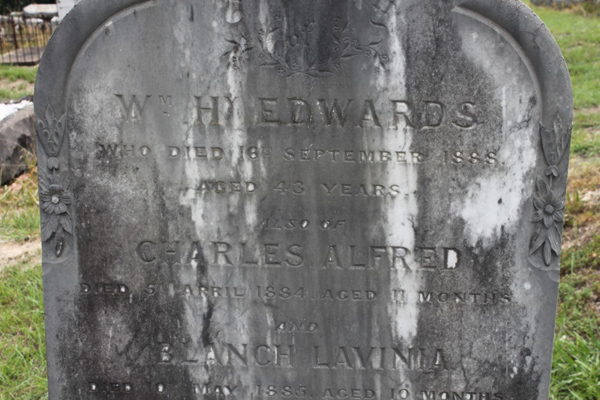 Wᴹ Hʸ EDWARDS
WHO DIED 16ᵀᴴ SEPTEMBER 1888
AGED 43 YEARS
ALSO OF
CHARLES ALFRED
DIED 5 APRIL 1884, AGED 11 MONTHS
AND
BLANCH LAVINIA
DIED MAY 1885, AGED 10 MONTHS